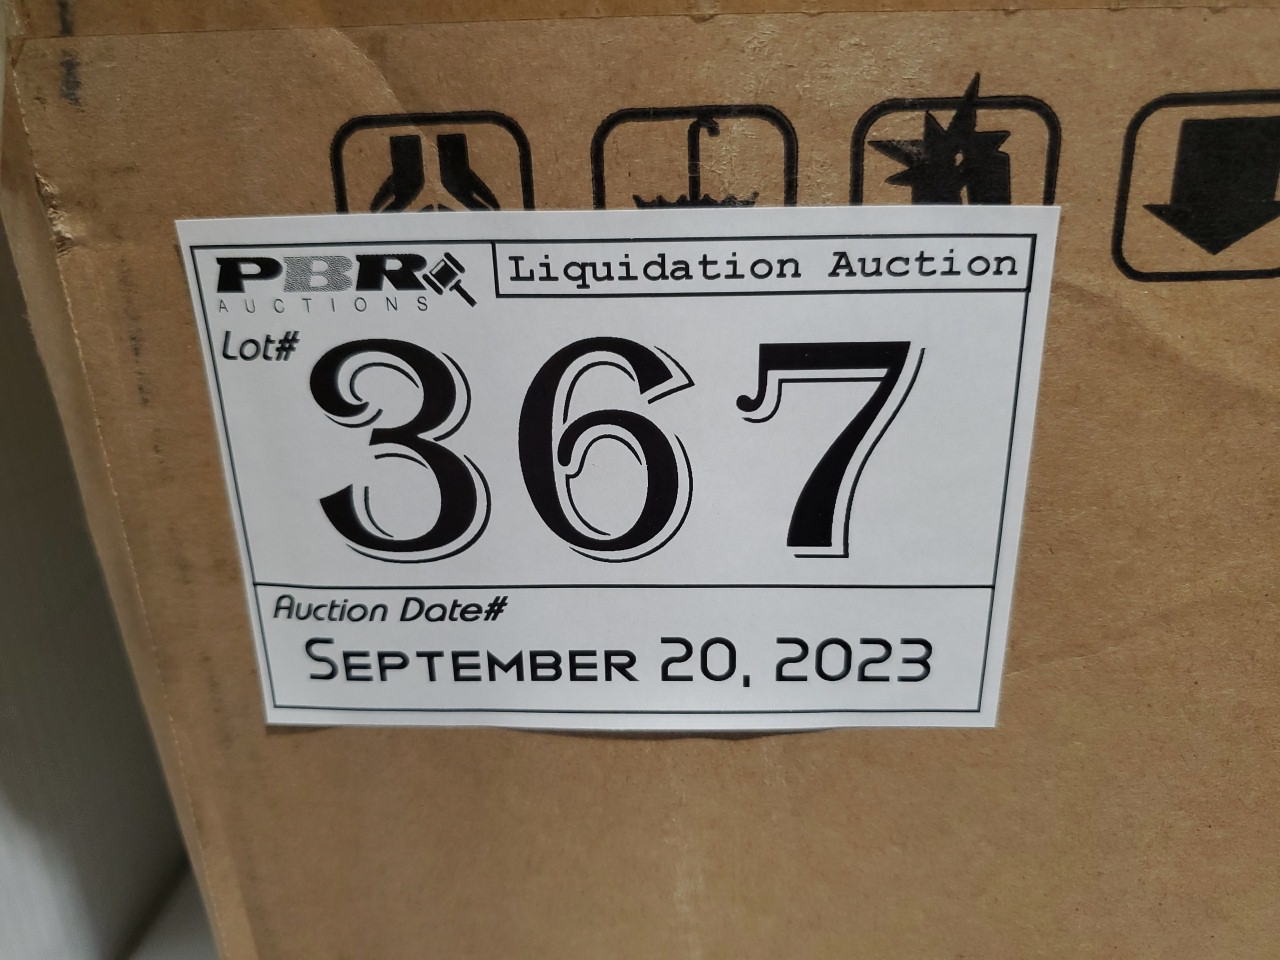 PBR
AUCTIONS
Liquidation Auction
Lot#
367
Auction Date#
September 20, 2023